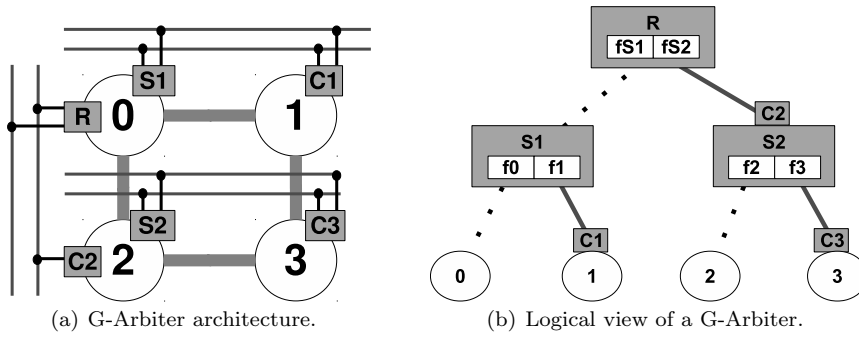 S1
C1
R
0
1
S2
C3
C2
2
3
(a) G-Arbiter architecture.
R
fS1 fS2
C2
S1
S2
f0 f1
f2 f3
C1
C3
0
1
2
3
(b) Logical view of a G-Arbiter.